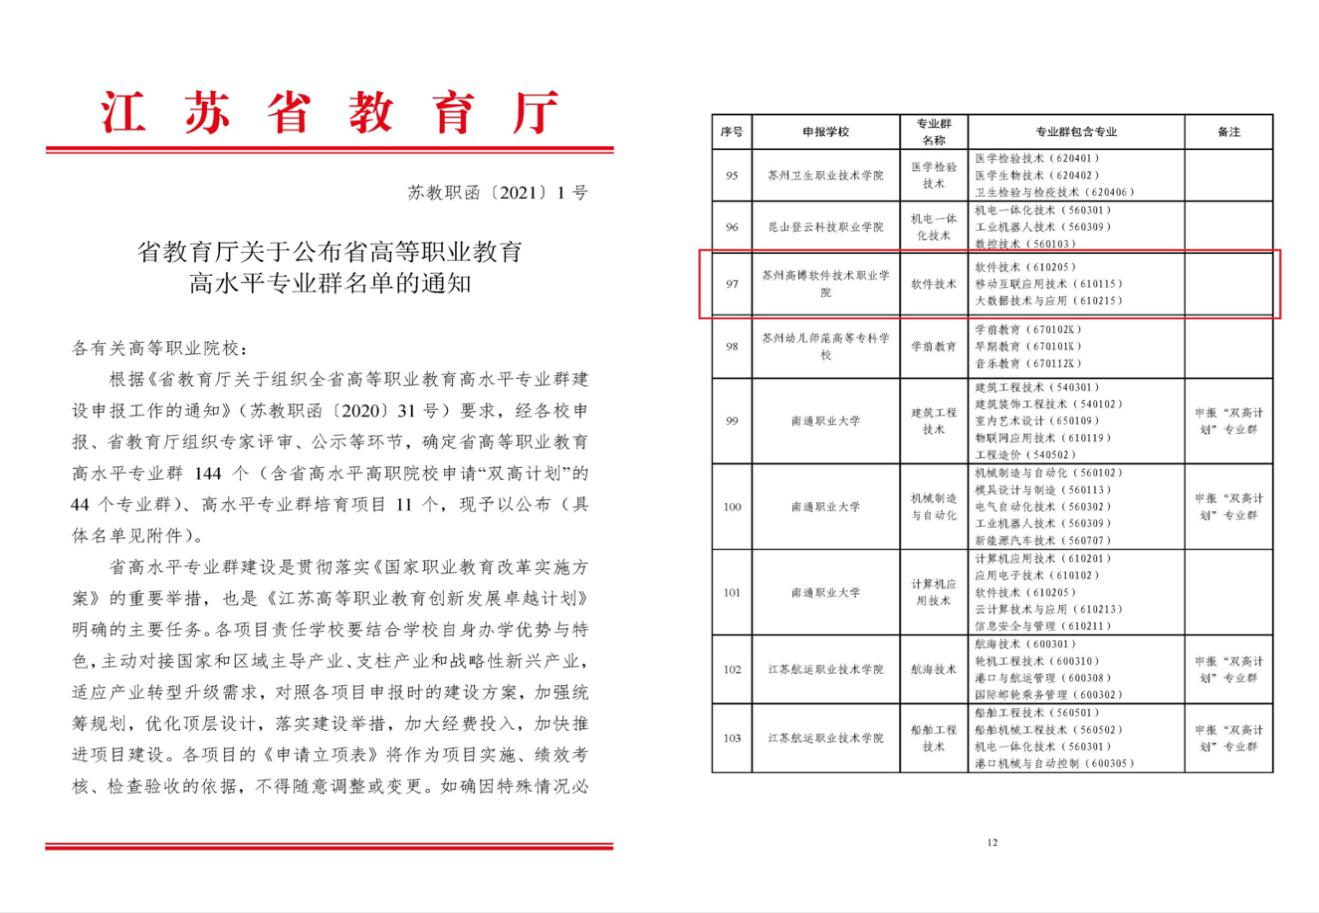 江苏省教育厅
苏教职函〔2021〕1 号
省教育厅关于公布省高等职业教育
高水平专业群名单的通知
各有关高等职业院校：
根据《省教育厅关于组织全省高等职业教育高水平专业群建
设申报工作的通知》（苏教职函〔2020〕31 号）要求，经各校申
报、省教育厅组织专家评审、公示等环节，确定省高等职业教育
高水平专业群 144 个（含省高水平高职院校申请“双高计划”的
44 个专业群）、高水平专业群培育项目 11 个，现予以公布（具
体名单见附件）。
省高水平专业群建设是贯彻落实《国家职业教育改革实施方
案》的重要举措，也是《江苏高等职业教育创新发展卓越计划》
明确的主要任务。各项目责任学校要结合学校自身办学优势与特
色，主动对接国家和区域主导产业、支柱产业和战略性新兴产业，
适应产业转型升级需求，对照各项目申报时的建设方案，加强统
筹规划，优化顶层设计，落实建设举措，加大经费投入，加快推
进项目建设。各项目的《申请立项表》将作为项目实施、绩效考
核、检查验收的依据，不得随意调整或变更。如确因特殊情况必
序号 申报学校 专业群 专业群包含专业 备注
名称
95 苏州卫生职业技术学院 医学检验
技术
医学检验技术（620401）
医学生物技术（620402）
卫生检验与检疫技术（620406）
96 昆山登云科技职业学院 机电一体
化技术
机电一体化技术（560301）
工业机器人技术（560309）
数控技术（560103）
97 苏州高博软件技术职业学
院
软件技术
软件技术（610205）
移动互联应用技术（610115）
大数据技术与应用（610215）
98 苏州幼儿师范高等专科学
校
学前教育
学前教育（670102K）
早期教育（670101K）
音乐教育（670112K）
99 南通职业大学 建筑工程
技术
建筑工程技术（540301）
建筑装饰工程技术（540102）
室内艺术设计（650109）
物联网应用技术（610119）
工程造价（540502）
申报“双高计
划”专业群
100 南通职业大学 机械制造
与自动化
机械制造与自动化（560102）
模具设计与制造（560113）
电气自动化技术（560302）
工业机器人技术（560309）
新能源汽车技术（560707）
申报“双高计
划”专业群
101 南通职业大学 计算机应
用技术
计算机应用技术（610201）
应用电子技术（610102）
软件技术（610205）
云计算技术与应用（610213）
信息安全与管理（610211）
102 江苏航运职业技术学院 航海技术
航海技术（600301）
轮机工程技术（600310）
港口与航运管理（600308）
国际邮轮乘务管理（600302）
申报“双高计
划”专业群
103 江苏航运职业技术学院 船舶工程
技术
船舶工程技术（560501）
船舶机械工程技术（560502）
机电一体化技术（560301）
港口机械与自动控制（600305）
申报“双高计
划”专业群
12